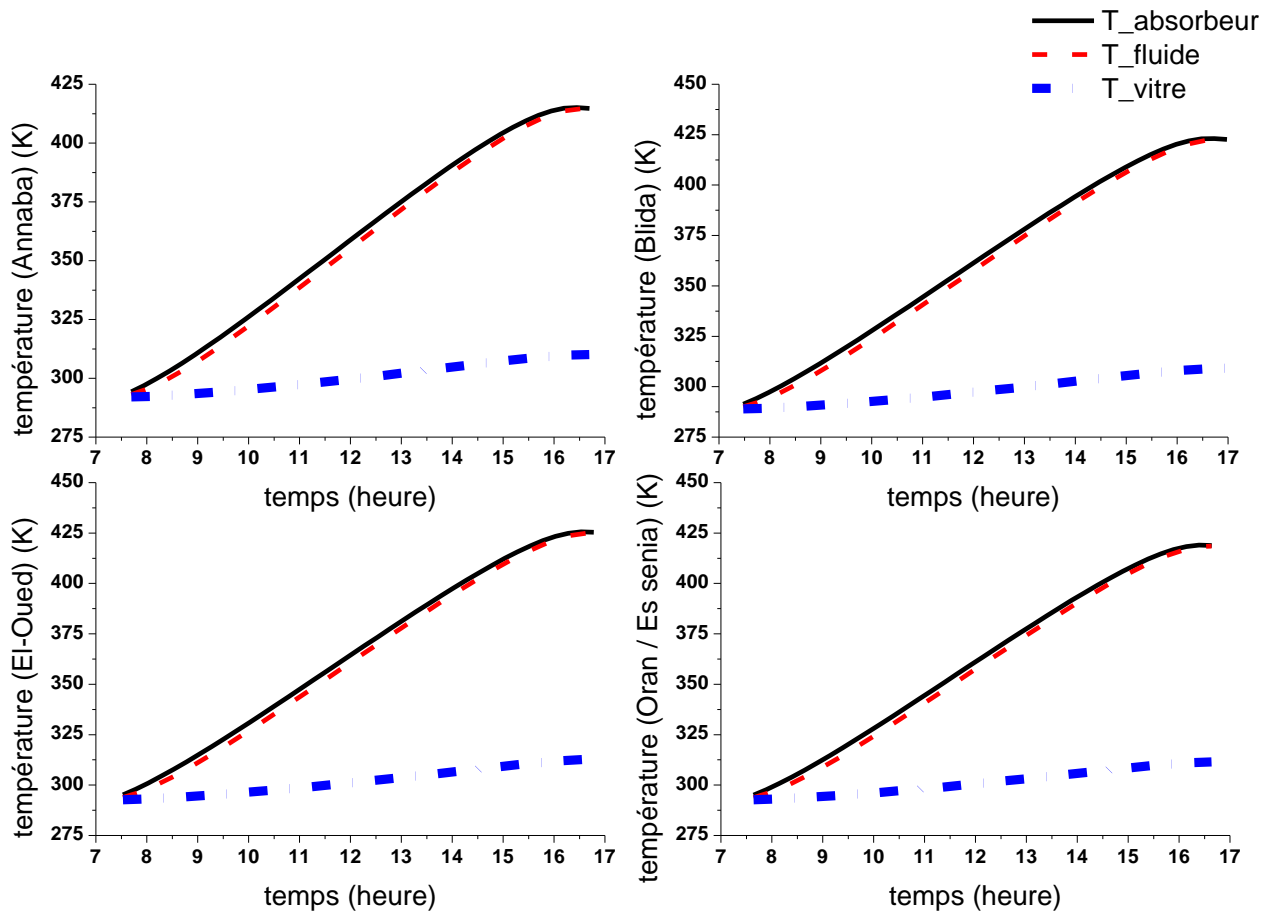 T_absorbeur
T_fluide
T_vitre
température (Annaba) (K)
425
400
375
350
325
300
275
7 8 9 10 11 12 13 14 15 16 17
temps (heure)
température (Blida) (K)
450
425
400
375
350
325
300
275
7 8 9 10 11 12 13 14 15 16 17
temps (heure)
température (El-Oued) (K)
450
425
400
375
350
325
300
275
7 8 9 10 11 12 13 14 15 16 17
temps (heure)
température (Oran / Es senia) (K)
450
425
400
375
350
325
300
275
7 8 9 10 11 12 13 14 15 16 17
temps (heure)